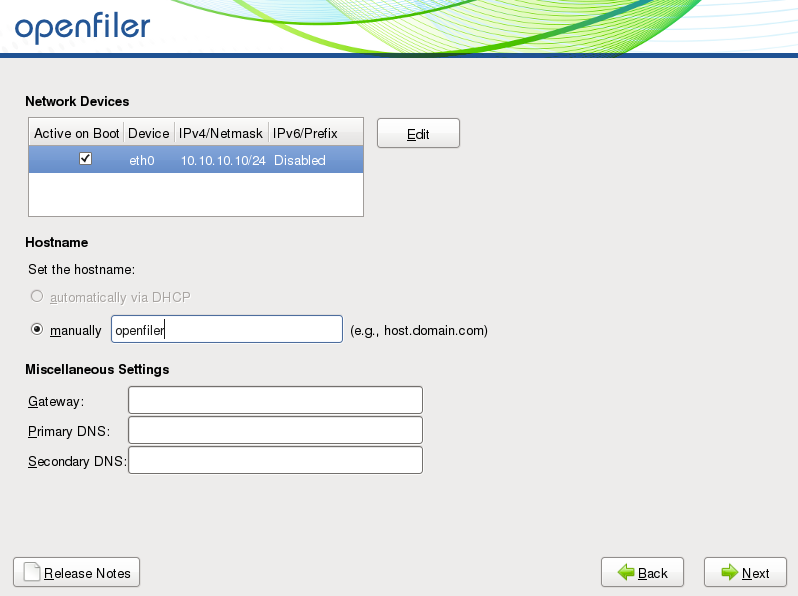 openfiler
Network Devices
Active on Boot Device IPv4/Netmask IPv6/Prefix
eth0 10.10.10.10/24 Disabled
Edit
Hostname
Set the hostname:
automatically via DHCP
manually openfiler (e.g., host.domain.com)
Miscellaneous Settings
Gateway:
Primary DNS:
Secondary DNS:
Release Notes Back Next